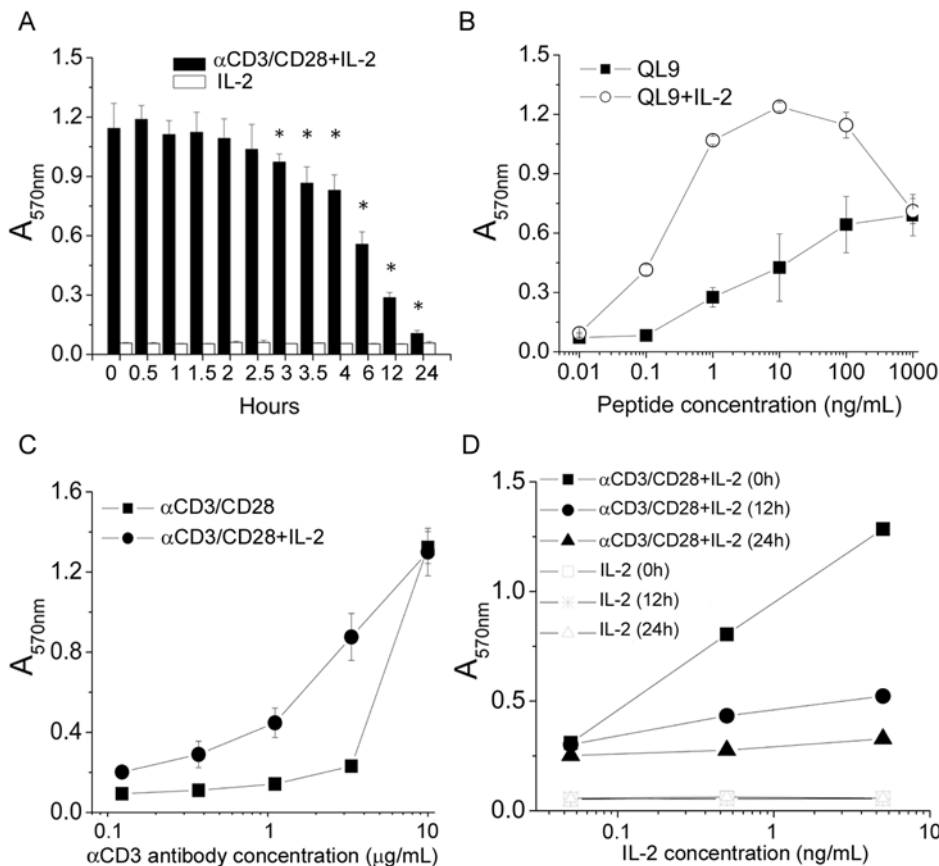 A
αCD3/CD28+IL-2
IL-2
1.5
1.2
0.9
0.6
0.3
0.0
A570nm
* * * * * *
0 0.5 1 1.5 2 2.5 3 3.5 4 6 12 24
Hours
B
QL9
QL9+IL-2
1.5
1.2
0.9
0.6
0.3
0.0
A570nm
0.01 0.1 1 10 100 1000
Peptide concentration (ng/mL)
C
αCD3/CD28
αCD3/CD28+IL-2
1.6
1.2
0.8
0.4
0.0
A570nm
0.1 1 10
αCD3 antibody concentration (μg/mL)
D
αCD3/CD28+IL-2 (0h)
αCD3/CD28+IL-2 (12h)
αCD3/CD28+IL-2 (24h)
IL-2 (0h)
IL-2 (12h)
IL-2 (24h)
1.5
1.0
0.5
0.0
A570nm
0.1 1 10
IL-2 concentration (ng/mL)